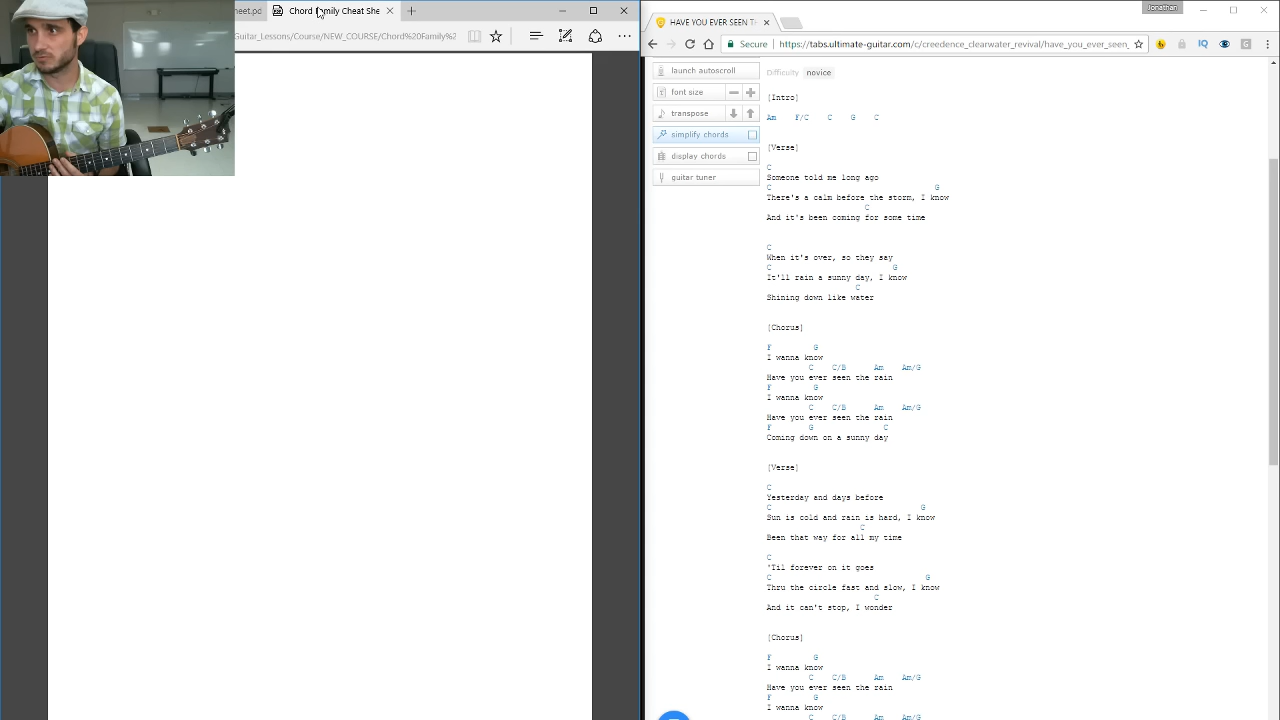 heet.pd
Chord Family Cheat She
Guitar_Lessons/Course/NEW_COURSE/Chord%20Family%2
Jonathan
HAVE YOU EVER SEEN T
Secure
https://tabs.ultimate-guitar.com/c/creedence_clearwater_revival/have_you_ever_seen_
launch autoscroll
font size
transpose
simplify chords
display chords
guitar tuner
Difficulty novice
[Intro]
Am F/C C G C
[Verse]
C
Someone told me long ago
C G
There's a calm before the storm, I know
C
And it's been coming for some time
C
When it's over, so they say
C G
It'll rain a sunny day, I know
C
Shining down like water
[Chorus]
F G
I wanna know
C C/B Am Am/G
Have you ever seen the rain
F G
I wanna know
C C/B Am Am/G
Have you ever seen the rain
F G C
Coming down on a sunny day
[Verse]
C
Yesterday and days before
C G
Sun is cold and rain is hard, I know
C
Been that way for all my time
C
'Til forever on it goes
C G
Thru the circle fast and slow, I know
C
And it can't stop, I wonder
[Chorus]
F G
I wanna know
C C/B Am Am/G
Have you ever seen the rain
F G
I wanna know
C C/B Am Am/G